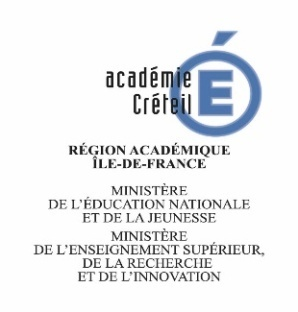 académie
Créteil
É
RÉGION ACADÉMIQUE
ÎLE-DE-FRANCE
MINISTÈRE
DE L'ÉDUCATION NATIONALE
ET DE LA JEUNESSE
MINISTÈRE
DE L'ENSEIGNEMENT SUPÉRIEUR,
DE LA RECHERCHE
ET DE L'INNOVATION